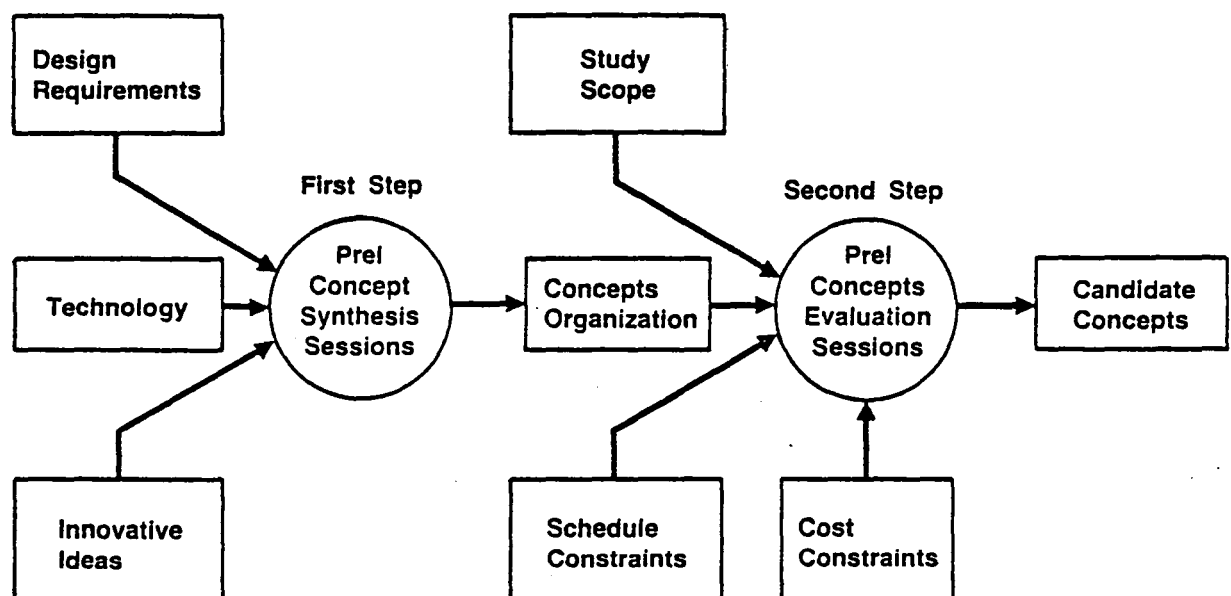 Design
Requirements
Study
Scope
First Step
Second Step
Technology
Prel
Concept
Synthesis
Sessions
Concepts
Organization
Prel
Concepts
Evaluation
Sessions
Candidate
Concepts
Innovative
Ideas
Schedule
Constraints
Cost
Constraints